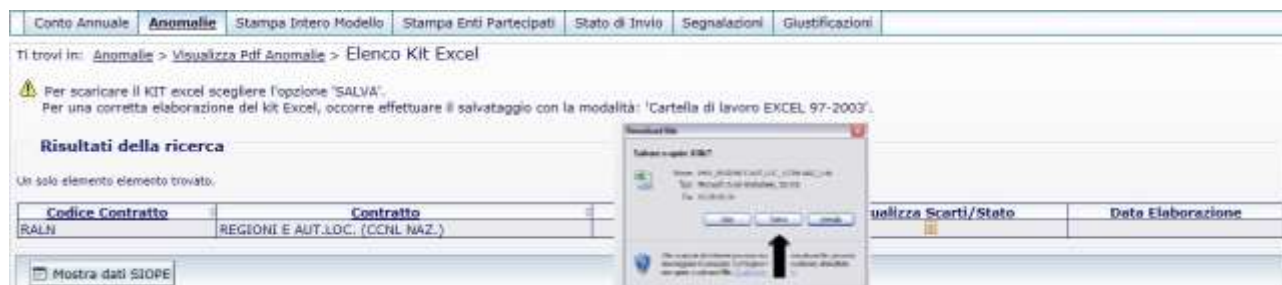 Conto Annuale Anomalie Stampa Intero Modello Stampa Enti Partecipati Stato di Invio Segnalazioni Giustificazioni
Ti trovi in: Anomalie > Visualizza Pdf Anomalie > Elenco Kit Excel
Per scaricare il KIT excel scegliere l'opzione 'SALVA'.
Per una corretta elaborazione del kit Excel, occorre effettuare il salvataggio con la modalità: 'Cartella di lavoro EXCEL 97-2003'.
Risultati della ricerca
Un solo elemento elemento trovato.
Codice Contratto Contratto ualizza Scarti/Stato Data Elaborazione
RALN REGIONI E AUT.LOC. (CCNL NAZ.)
Mostra dati SIOPE